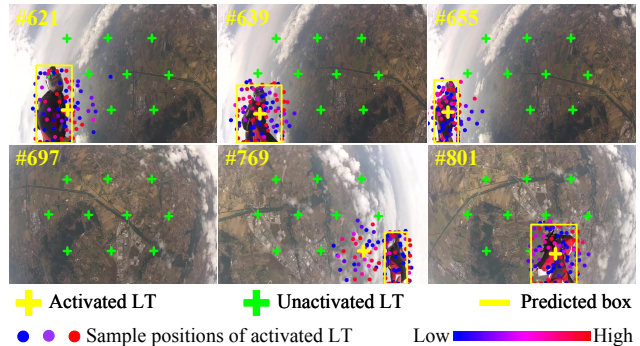 #621 #639 #655
#697 #769 #801
Activated LT Unactivated LT Predicted box
Sample positions of activated LT Low High